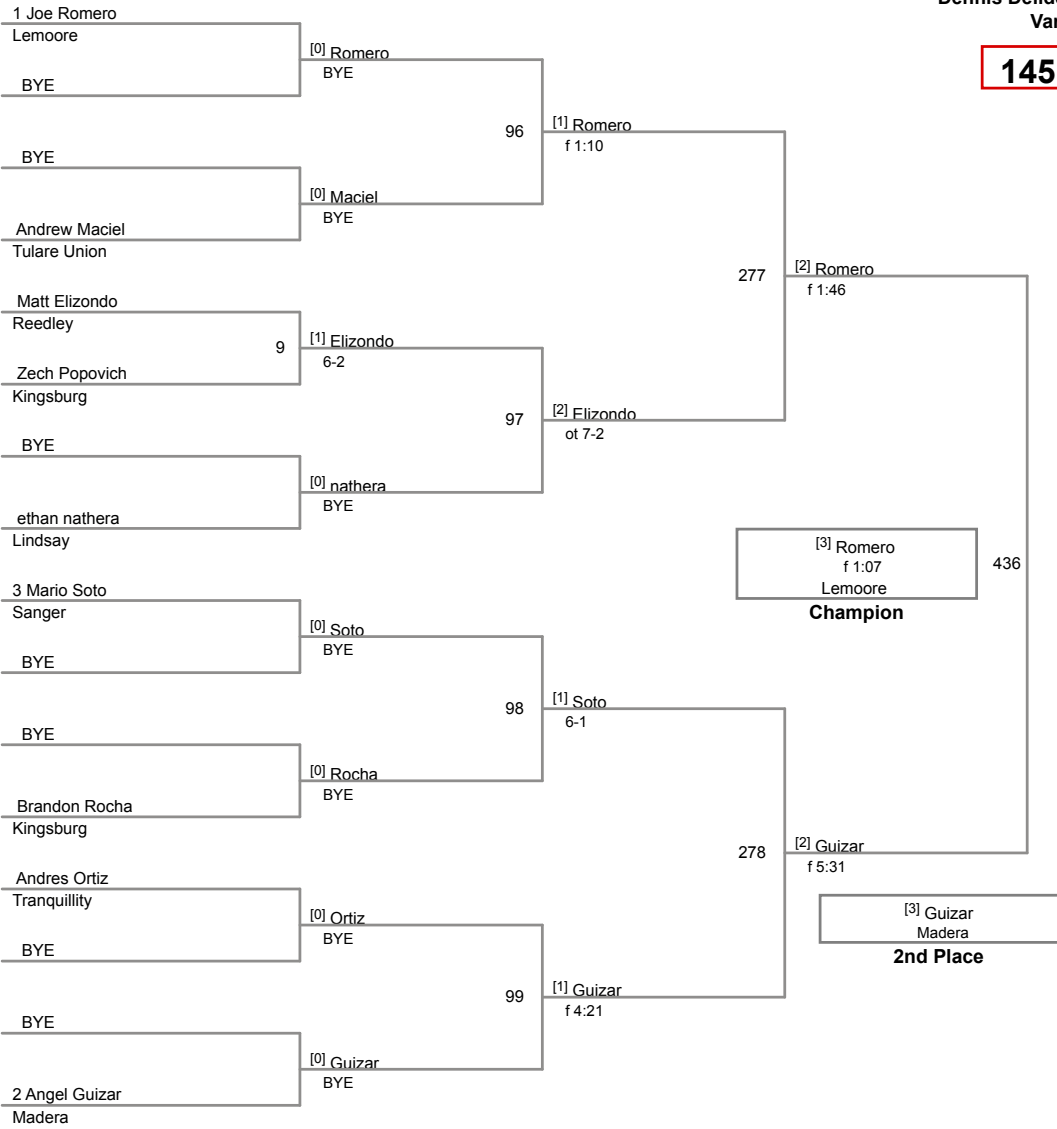 1 Joe Romero
Lemoore
BYE
BYE
Andrew Maciel
Tulare Union
Matt Elizondo
Reedley
9
Zech Popovich
Kingsburg
BYE
ethan nathera
Lindsay
3 Mario Soto
Sanger
BYE
BYE
Brandon Rocha
Kingsburg
Andres Ortiz
Tranquillity
BYE
BYE
2 Angel Guizar
Madera
[0] Romero
BYE
[0] Maciel
BYE
[1] Elizondo
6-2
[0] nathera
BYE
[0] Soto
BYE
[0] Rocha
BYE
[0] Ortiz
BYE
[0] Guizar
BYE
96
97
98
99
[1] Romero
f 1:10
[2] Elizondo
ot 7-2
[1] Soto
6-1
[1] Guizar
f 4:21
277
278
[2] Romero
f 1:46
[2] Guizar
f 5:31
436
[3] Romero
f 1:07
Lemoore
Champion
[3] Guizar
Madera
2nd Place
Dennis
Var
145